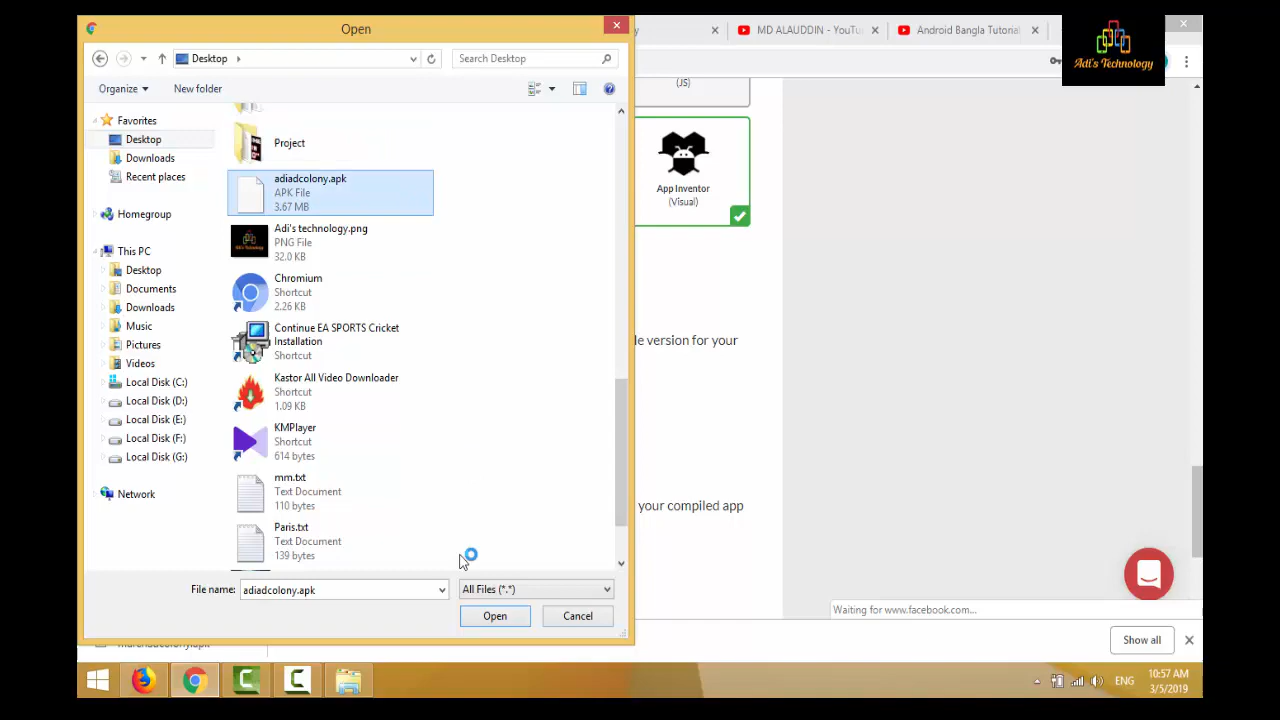 Open
MD ALAUDDIN - YouTu
Android Bangla Tutorial
Adi's Technology
Desktop
Search Desktop
Organize
New folder
Favorites
Desktop
Downloads
Recent places
Homegroup
This PC
Desktop
Documents
Downloads
Music
Pictures
Videos
Local Disk (C:)
Local Disk (D:)
Local Disk (E:)
Local Disk (F:)
Local Disk (G:)
Network
Project
adiadcolony.apk
APK File
3.67 MB
Adi's technology.png
PNG File
32.0 KB
Chromium
Shortcut
2.26 KB
Continue EA SPORTS Cricket
Installation
Shortcut
Kastor All Video Downloader
Shortcut
1.09 KB
KMPlayer
Shortcut
614 bytes
mm.txt
Text Document
110 bytes
Paris.txt
Text Document
139 bytes
File name:
adiadcolony.apk
All Files (*.*)
Open
Cancel
(JS)
App Inventor
(Visual)
le version for your
your compiled app
Waiting for www.facebook.com...
Show all
ENG
10:57 AM
3/5/2019